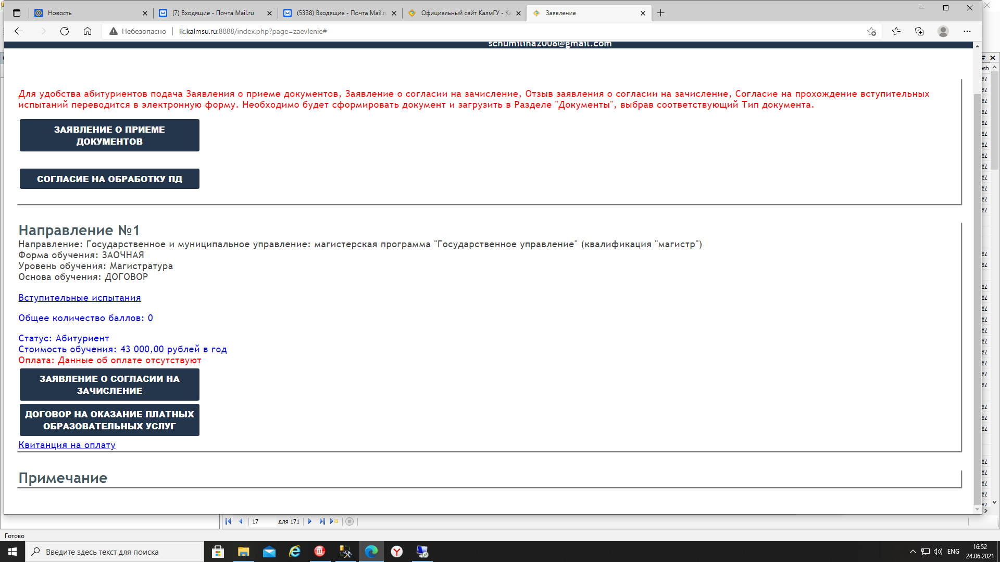 Новость
(7) Входящие - Почта Mail.ru
(5338) Входящие - Почта Mail.ru
Официальный сайт КалмГУ - Ка
Заявление
Небезопасно
lk.kalmsu.ru:8888/index.php?page=zaevlenie#
schumilina2008@gmail.com
Для удобства абитуриентов подача Заявления о приеме документов, Заявление о согласии на зачисление, Отзыв заявления о согласии на зачисление, Согласие на прохождение вступительных
испытаний переводится в электронную форму. Необходимо будет сформировать документ и загрузить в Разделе "Документы", выбрав соответствующий Тип документа.
ЗАЯВЛЕНИЕ О ПРИЕМЕ
ДОКУМЕНТОВ
СОГЛАСИЕ НА ОБРАБОТКУ ПД
Направление №1
Направление: Государственное и муниципальное управление: магистерская программа "Государственное управление" (квалификация "магистр")
Форма обучения: ЗАОЧНАЯ
Уровень обучения: Магистратура
Основа обучения: ДОГОВОР
Вступительные испытания
Общее количество баллов: 0
Статус: Абитуриент
Стоимость обучения: 43 000,00 рублей в год
Оплата: Данные об оплате отсутствуют
ЗАЯВЛЕНИЕ О СОГЛАСИИ НА
ЗАЧИСЛЕНИЕ
ДОГОВОР НА ОКАЗАНИЕ ПЛАТНЫХ
ОБРАЗОВАТЕЛЬНЫХ УСЛУГ
Квитанция на оплату
Примечание
17 для 171
Готово
Введите здесь текст для поиска
ENG
16:52
24.06.2021